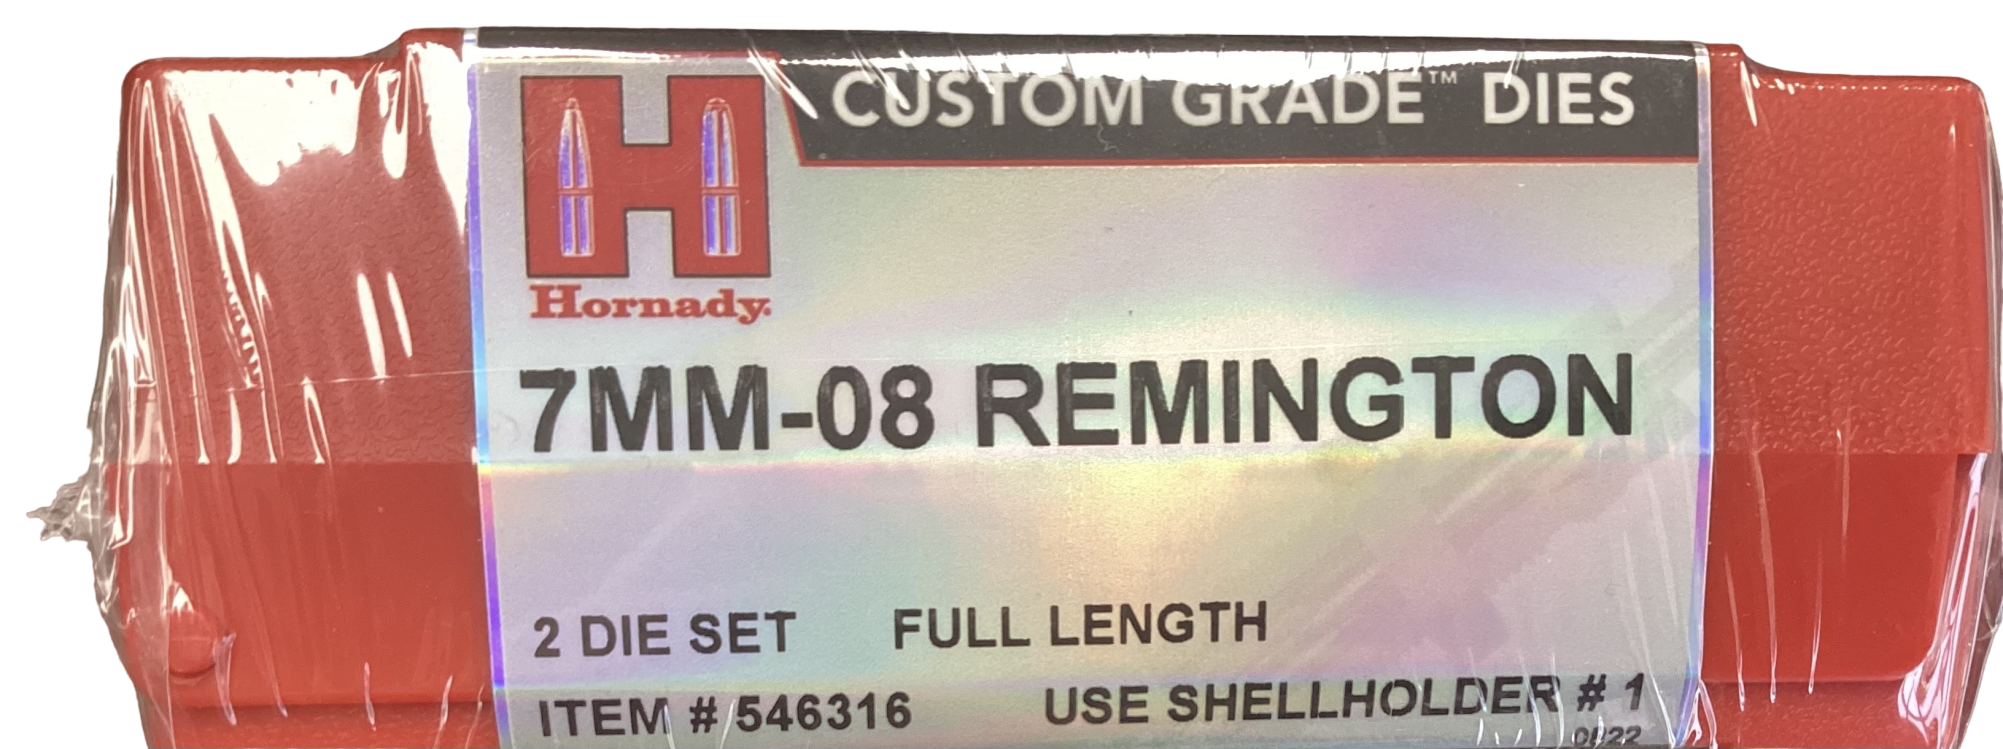 CUSTOM GRADE™ DIES
Hornady.
7MM-08 REMINGTON
2 DIE SET FULL LENGTH
ITEM # 546316 USE SHELLHOLDER # 1